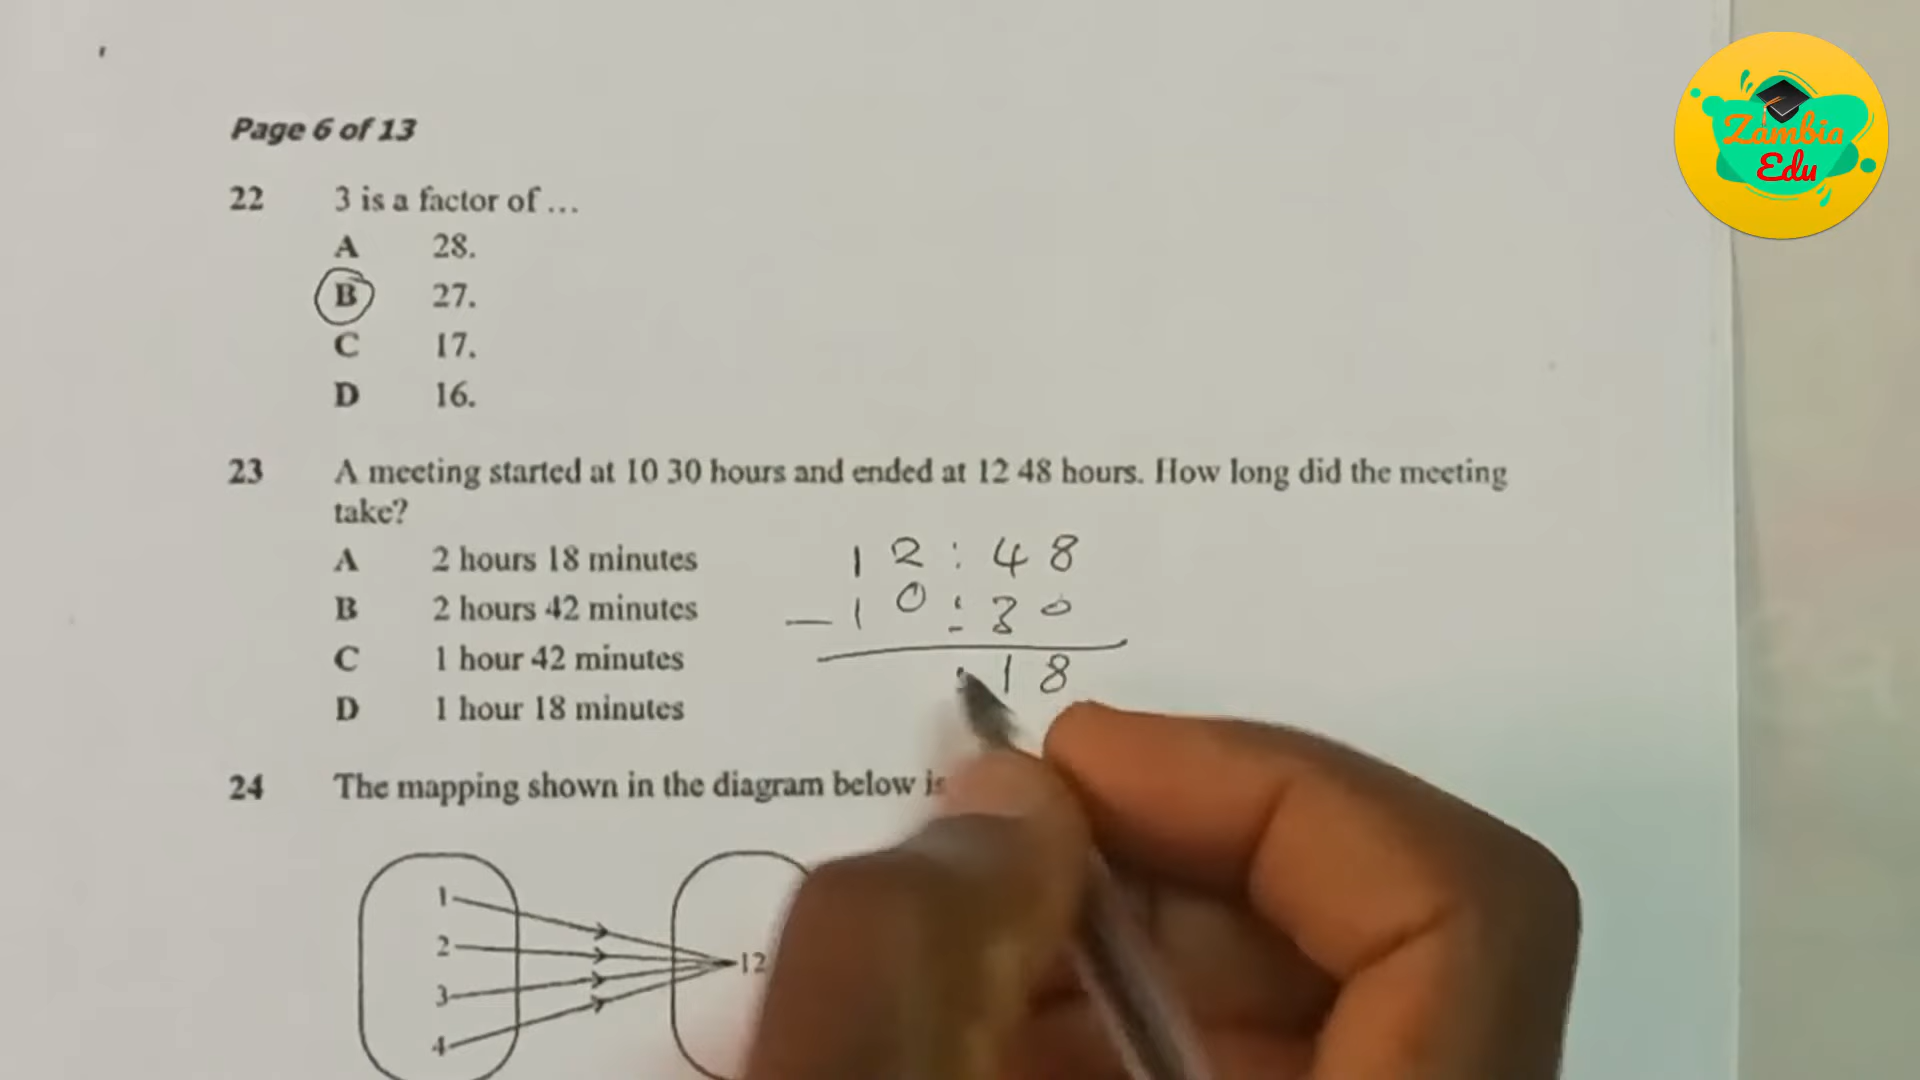 Zambia
Edu
Page 6 of 13
22 3 is a factor of ...
A 28.
B 27.
C 17.
D 16.
23 A meeting started at 10 30 hours and ended at 12 48 hours. How long did the meeting
take?
A 2 hours 18 minutes
B 2 hours 42 minutes
C 1 hour 42 minutes
D 1 hour 18 minutes
12:48
- 10:30
18
24 The mapping shown in the diagram below is
1
2
3
4
12